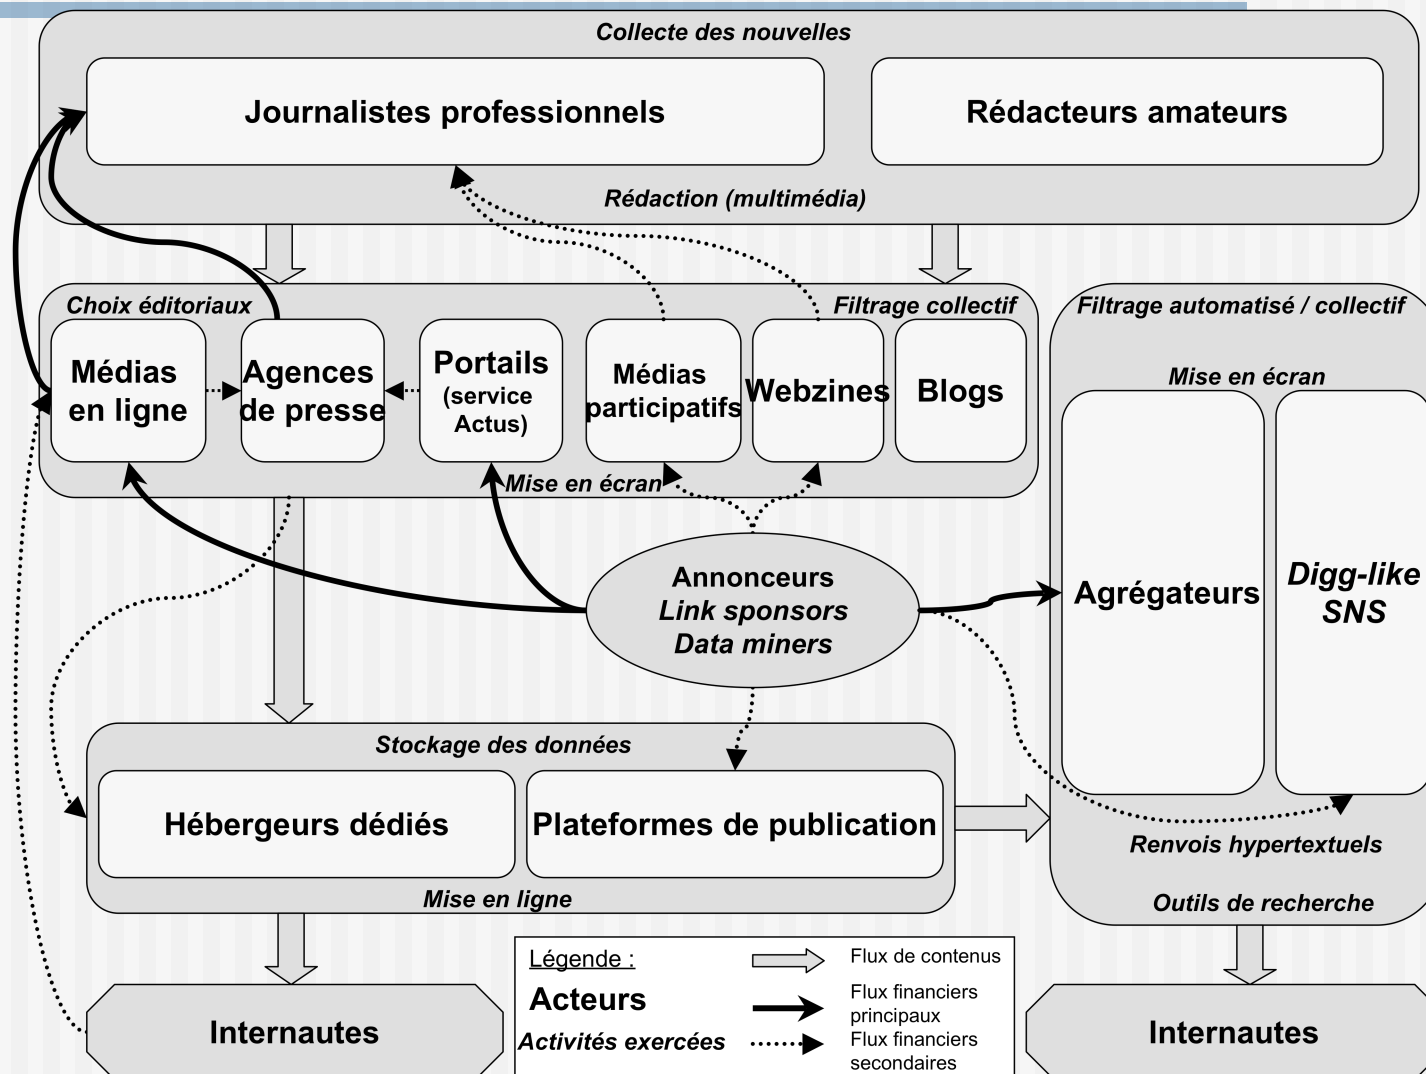 Collecte des nouvelles
Journalistes professionnels
Rédacteurs amateurs
Rédaction (multimédia)
Choix éditoriaux
Filtrage collectif
Filtrage automatisé / collectif
Médias
en ligne
Agences
de presse
Portails
(service
Actus)
Médias
participatifs
Webzines
Blogs
Mise en écran
Mise en écran
Annonceurs
Link sponsors
Data miners
Agrégateurs
Digg-like
SNS
Stockage des données
Hébergeurs dédiés
Plateformes de publication
Mise en ligne
Renvois hypertextuels
Outils de recherche
Internautes
Légende :
Acteurs
Activités exercées
Flux de contenus
Flux financiers
principaux
Flux financiers
secondaires
Internautes